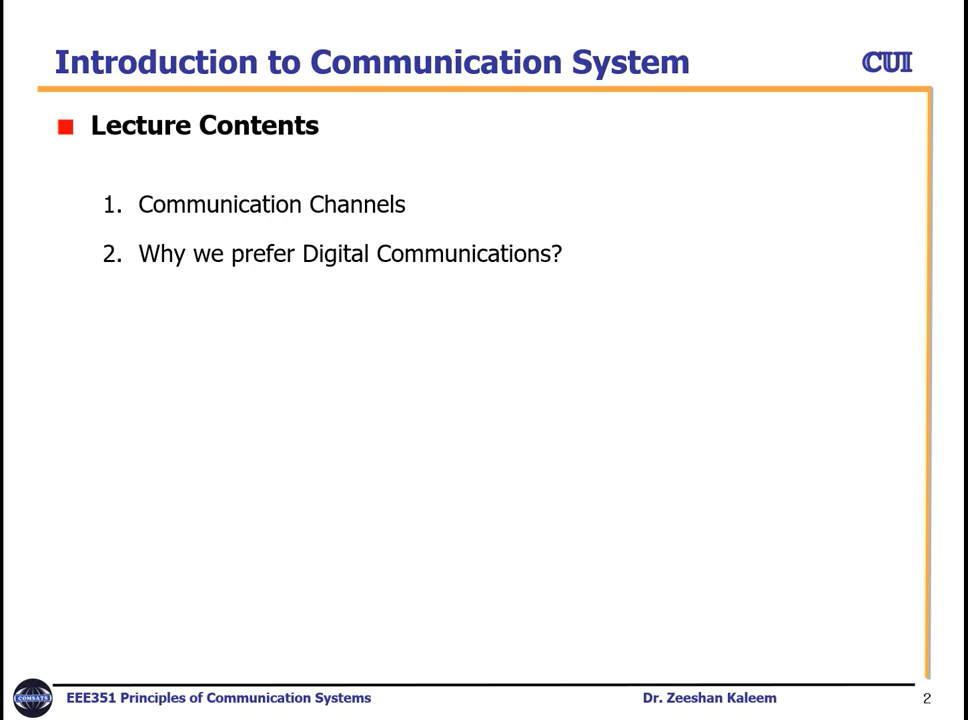 Introduction to Communication System
CUI
Lecture Contents
1. Communication Channels
2. Why we prefer Digital Communications?
COMSATS
EEE351 Principles of Communication Systems
Dr. Zeeshan Kaleem
2